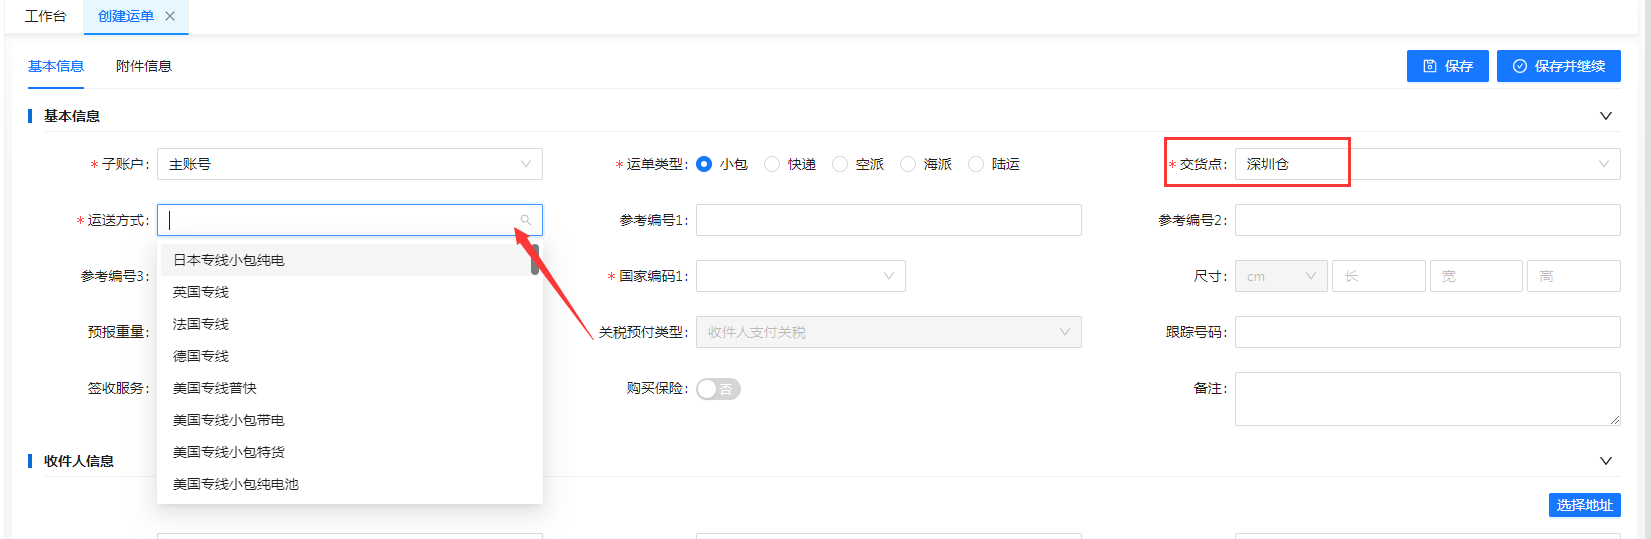 工作台 创建运单
基本信息 附件信息 保存 保存并继续
基本信息
* 子账户: 主账号 * 运单类型: 小包 快递 空派 海派 陆运 * 交货点: 深圳仓
* 运送方式: 参考编号1: 参考编号2:
日本专线小包纯电
参考编号3: * 国家编码1: 尺寸: cm 长 宽 高
英国专线
法国专线
预报重量: 关税预付类型: 收件人支付关税 跟踪号码:
德国专线
签收服务: 美国专线普快 购买保险: 否 备注:
美国专线小包带电
美国专线小包特货
收件人信息
美国专线小包纯电池
选择地址